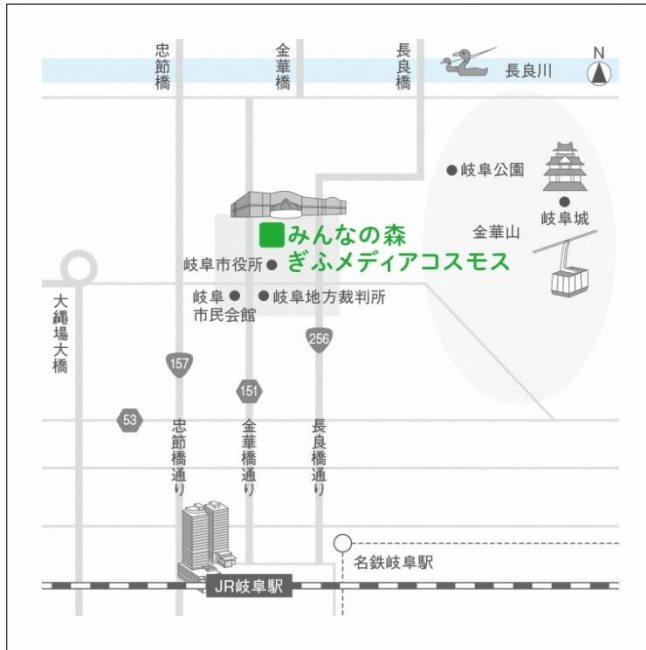 忠節橋
金華橋
長良橋
長良川
N
岐阜公園
岐阜城
金華山
みんなの森
ぎふメディアコスモス
岐阜市役所
岐阜
市民会館
岐阜地方裁判所
大縄場大橋
256
157
151
53
忠節橋通り
金華橋通り
長良橋通り
名鉄岐阜駅
JR岐阜駅